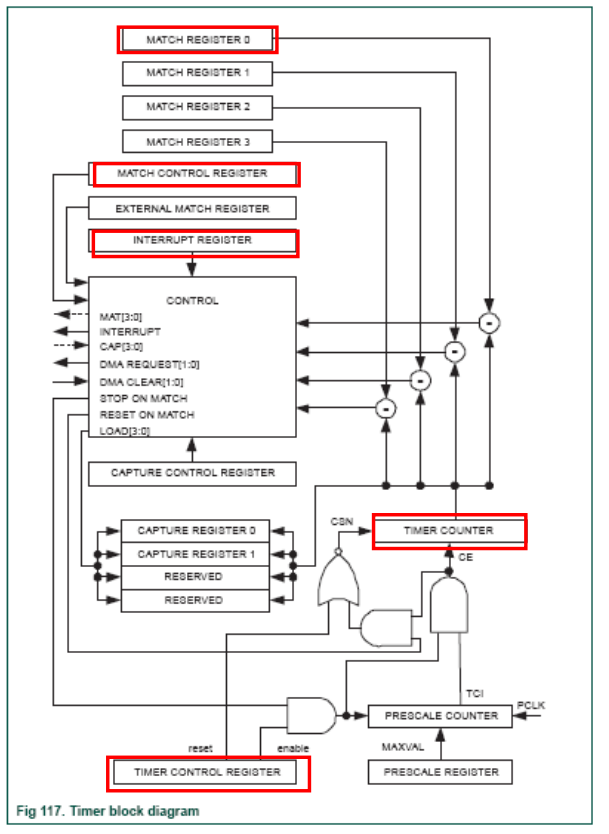 MATCH REGISTER 0
MATCH REGISTER 1
MATCH REGISTER 2
MATCH REGISTER 3
MATCH CONTROL REGISTER
EXTERNAL MATCH REGISTER
INTERRUPT REGISTER
CONTROL
MAT[3:0]
INTERRUPT
CAP[3:0]
DMA REQUEST[1:0]
DMA CLEAR[1:0]
STOP ON MATCH
RESET ON MATCH
LOAD[3:0]
=
=
=
=
CAPTURE CONTROL REGISTER
CAPTURE REGISTER 0
CAPTURE REGISTER 1
RESERVED
RESERVED
CSN
TIMER COUNTER
CE
TCI
PCLK
PRESCALE COUNTER
MAXVAL
PRESCALE REGISTER
reset
enable
TIMER CONTROL REGISTER
Fig 117. Timer block diagram